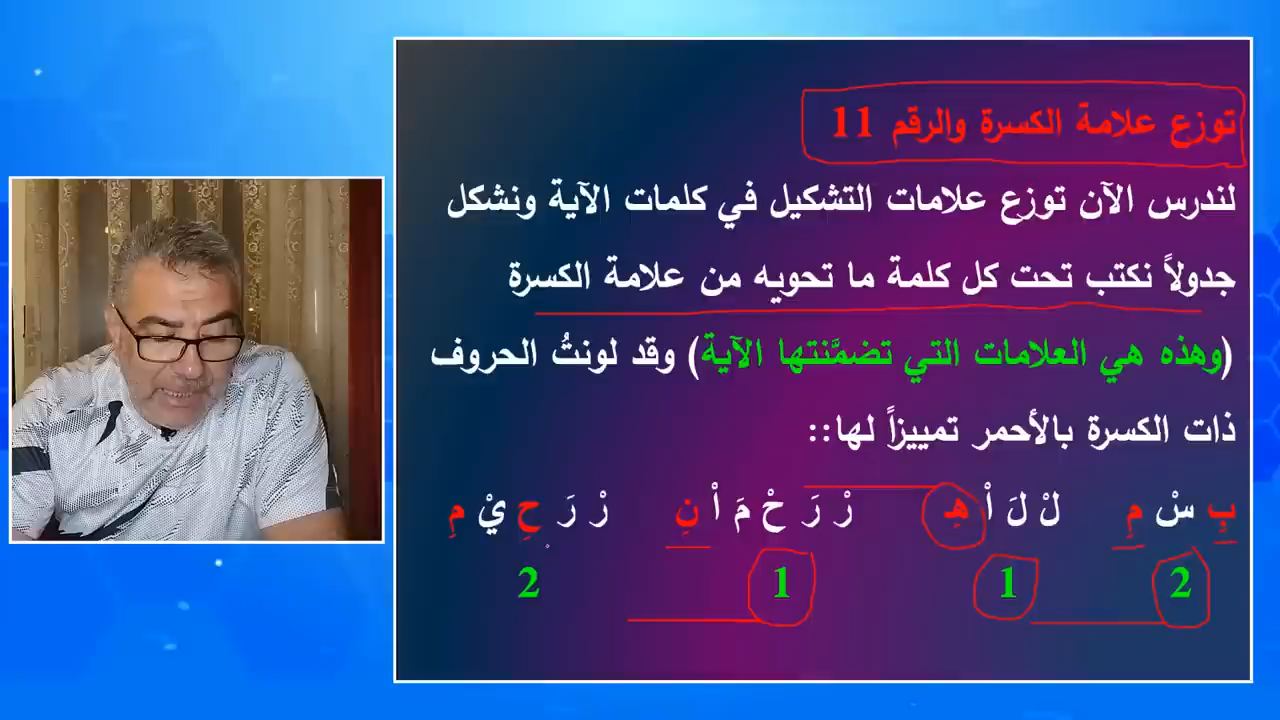 توزع علامة الكسرة والرقم 11
لندرس الآن توزع علامات التشكيل في كلمات الآية ونشكل
جدولاً نكتب تحت كل كلمة ما تحويه من علامة الكسرة
(وهذه هي العلامات التي تضمَّنتها الآية) وقد لونتُ الحروف
ذات الكسرة بالأحمر تمييزاً لها::
بِ سْ مِ لْ لَ اْ هِـ رْ رَ حْ مَ اْ نِ رْ رَ حِ يْ مِ
2 1 1 2